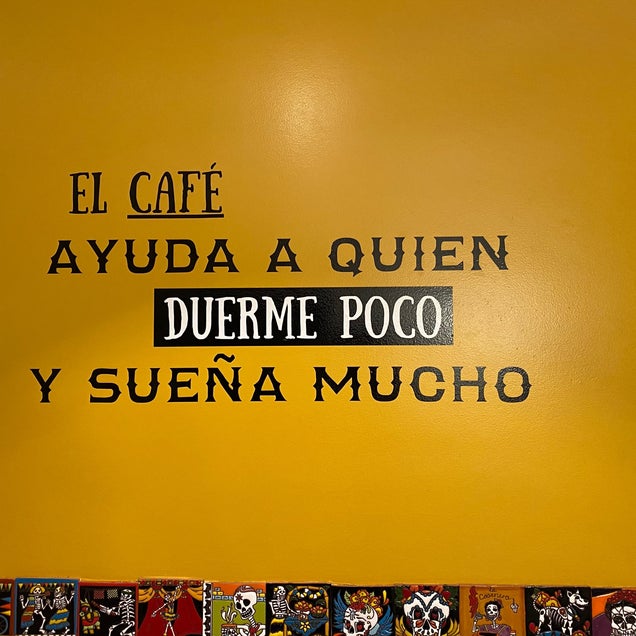 EL CAFÉ
AYUDA A QUIEN
DUERME POCO
Y SUEÑA MUCHO